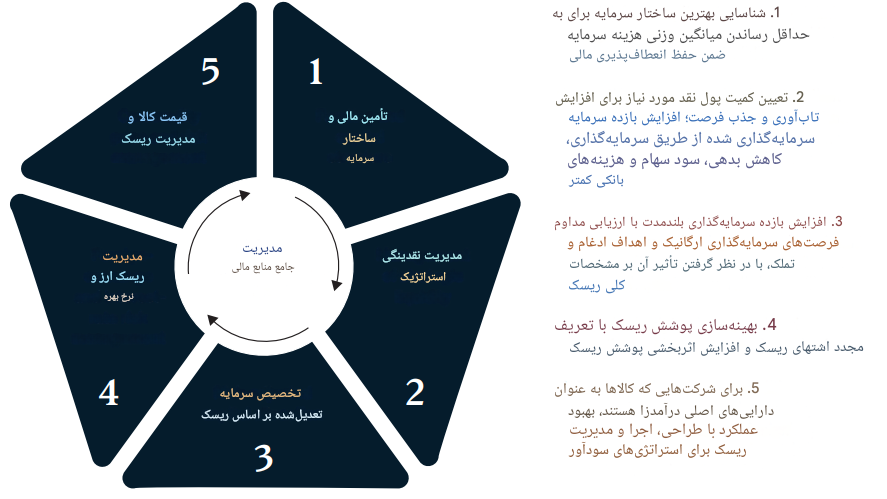 1
تأمین مالی و
ساختار
سرمایه
2
مدیریت نقدینگی
استراتژیک
3
تخصیص سرمایه
تعدیل‌شده بر اساس ریسک
4
مدیریت
ریسک ارز و
نرخ بهره
5
قیمت کالا و
مدیریت ریسک
مدیریت
جامع منابع مالی
1. شناسایی بهترین ساختار سرمایه برای به
حداقل رساندن میانگین وزنی هزینه سرمایه
ضمن حفظ انعطاف‌پذیری مالی
2. تعیین کمیت پول نقد مورد نیاز برای افزایش
تاب‌آوری و جذب فرصت؛ افزایش بازده سرمایه
سرمایه‌گذاری شده از طریق سرمایه‌گذاری،
کاهش بدهی، سود سهام و هزینه‌های
بانکی کمتر
3. افزایش بازده سرمایه‌گذاری بلندمدت با ارزیابی مداوم
فرصت‌های سرمایه‌گذاری ارگانیک و اهداف ادغام و
تملک، با در نظر گرفتن تأثیر آن بر مشخصات
کلی ریسک
4. بهینه‌سازی پوشش ریسک با تعریف
مجدد اشتهای ریسک و افزایش اثربخشی پوشش ریسک
5. برای شرکت‌هایی که کالاها به عنوان
دارایی‌های اصلی درآمدزا هستند، بهبود
عملکرد با طراحی، اجرا و مدیریت
ریسک برای استراتژی‌های سودآور